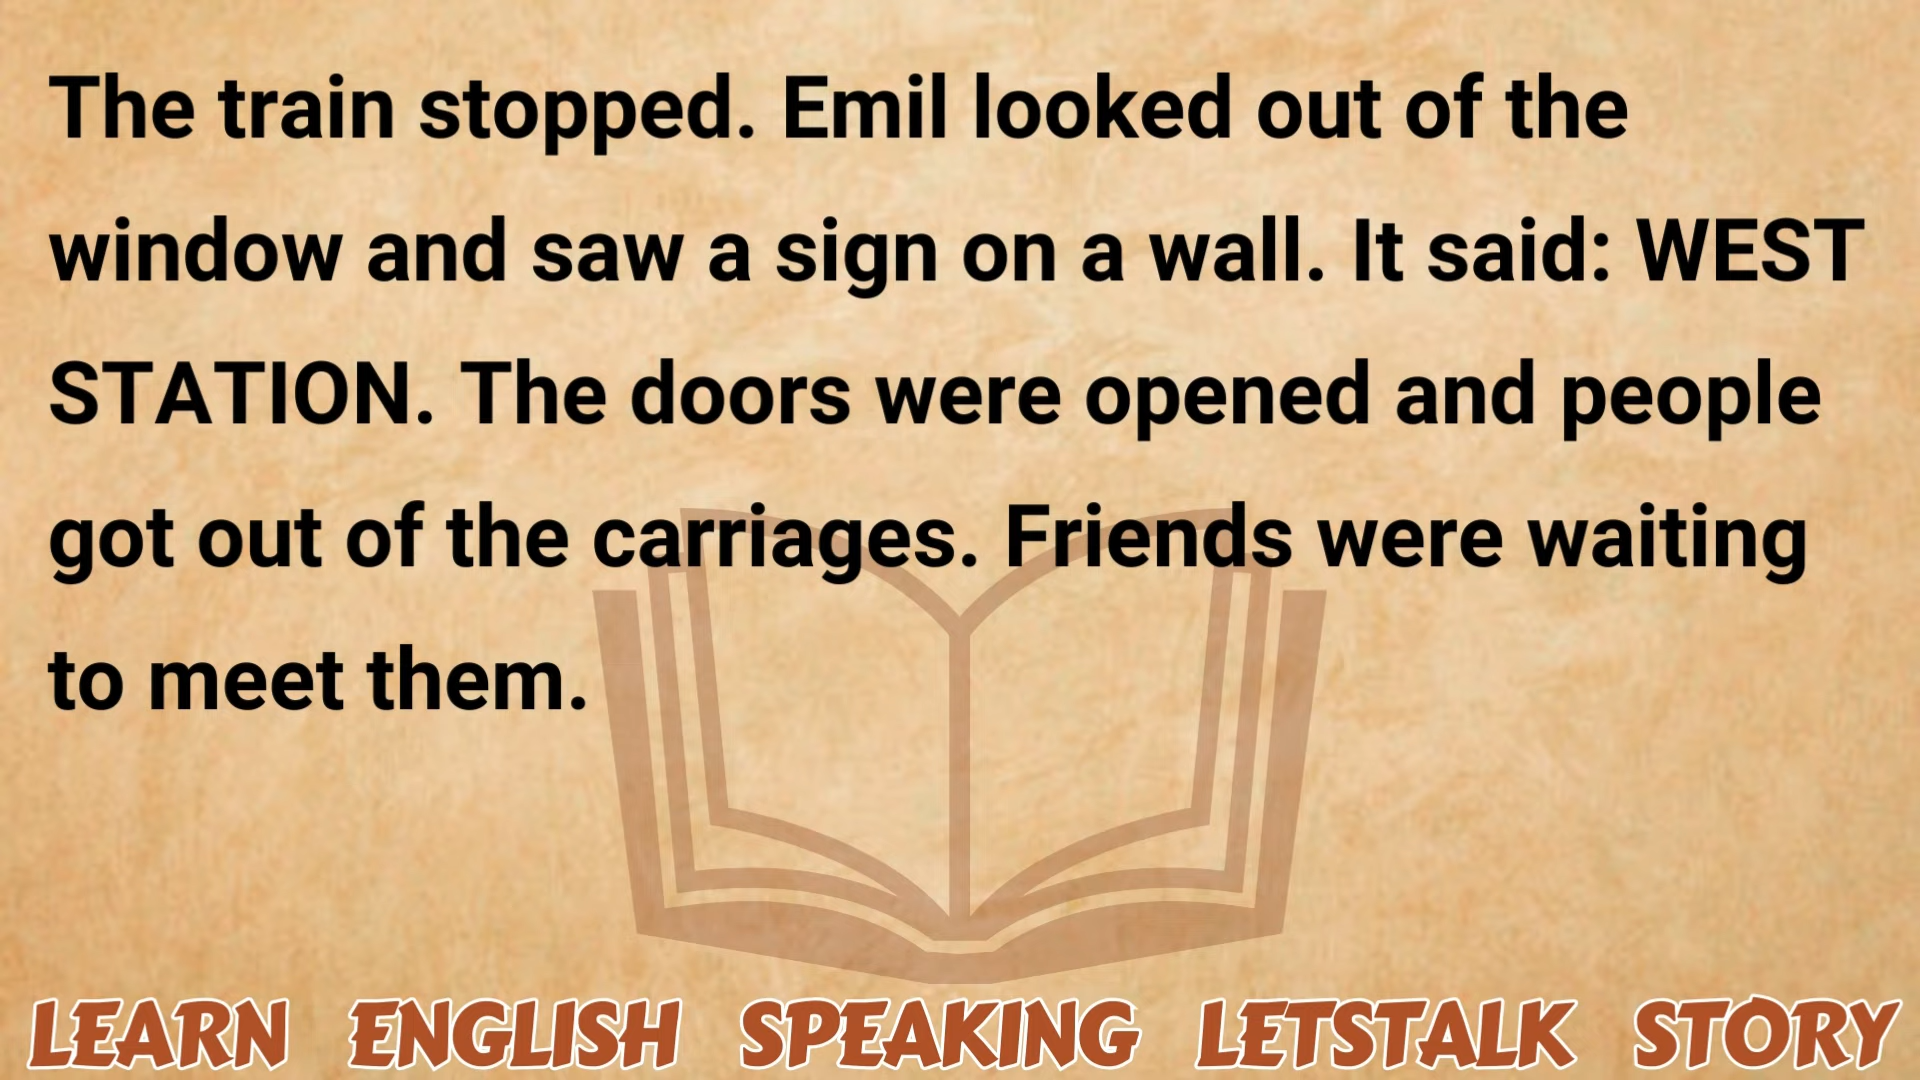 The train stopped. Emil looked out of the
window and saw a sign on a wall. It said: WEST
STATION. The doors were opened and people
got out of the carriages. Friends were waiting
to meet them.
LEARN ENGLISH SPEAKING LETSTALK STORY